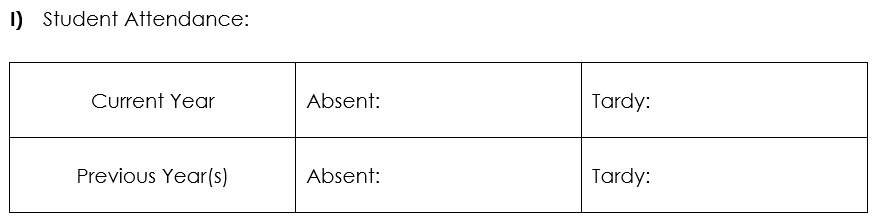 I) Student Attendance:
Current Year Absent: Tardy:
Previous Year(s) Absent: Tardy: